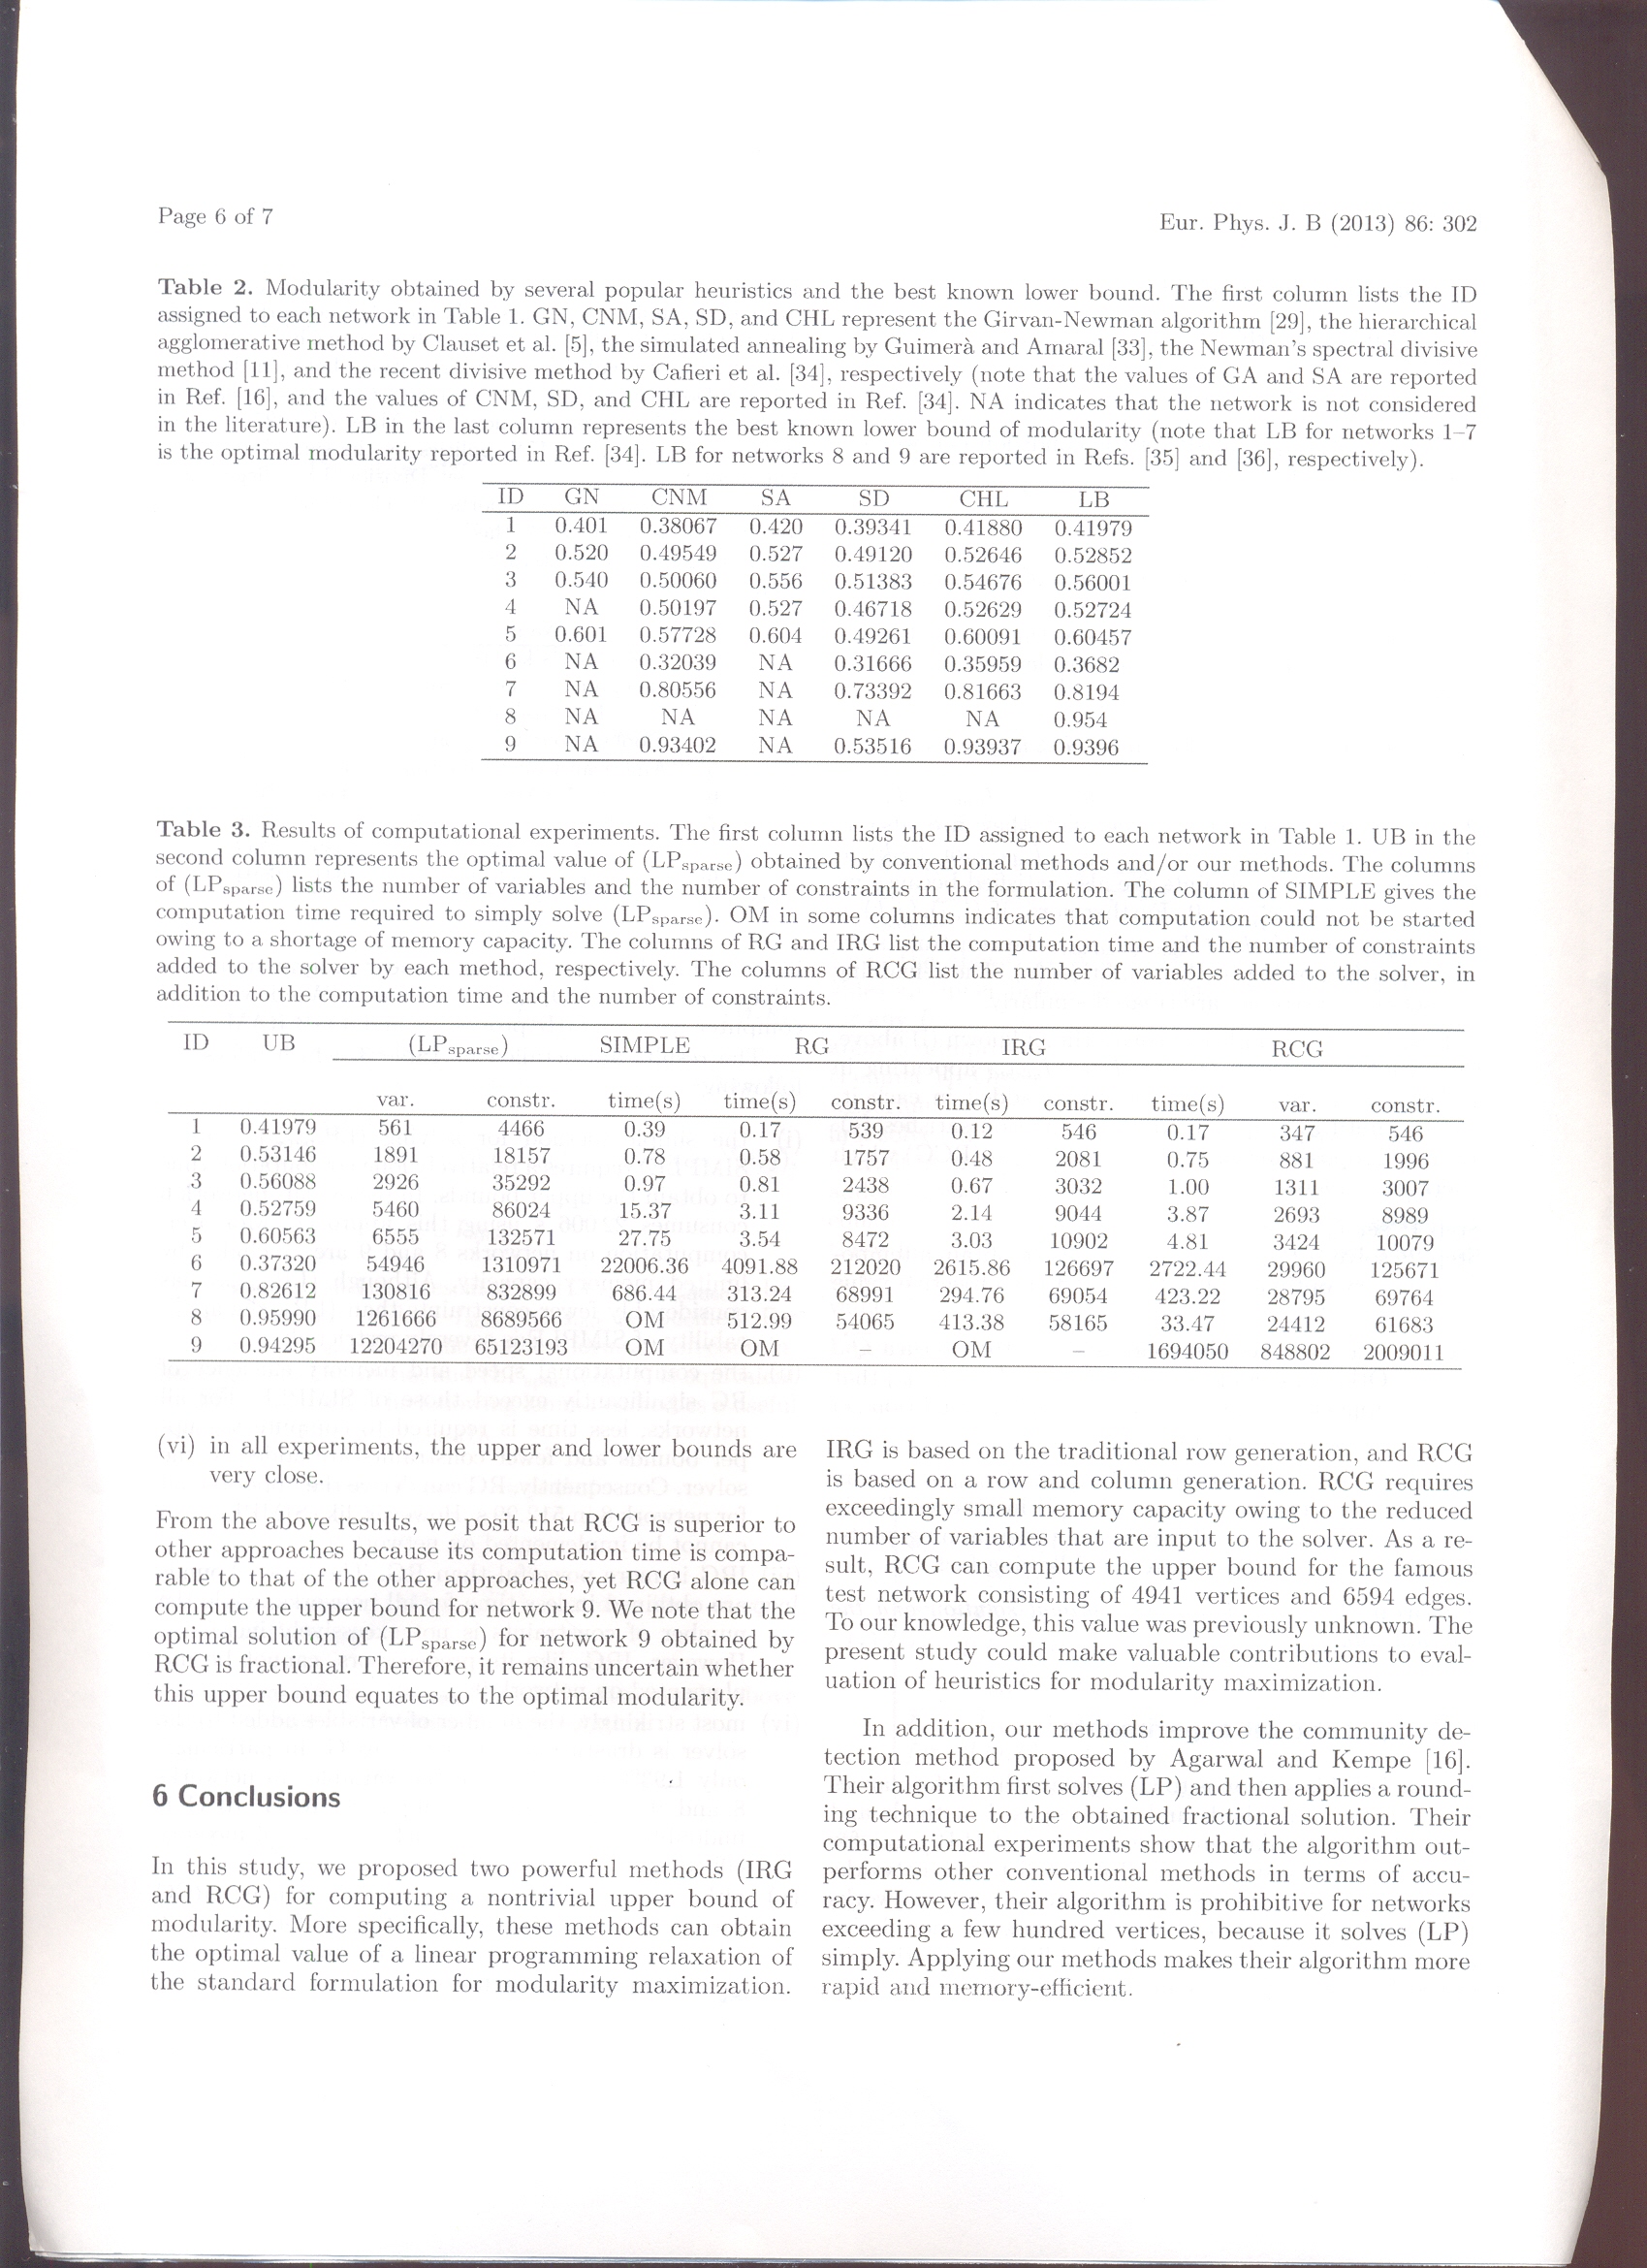 Page 6 of 7
Eur. Phys. J. B (2013) 86: 302
Table 2. Modularity obtained by several popular heuristics and the best known lower bound. The first column lists the ID
assigned to each network in Table 1. GN, CNM, SA, SD, and CHL represent the Girvan-Newman algorithm [29], the hierarchical
agglomerative method by Clauset et al. [5], the simulated annealing by Guimerà and Amaral [33], the Newman's spectral divisive
method [11], and the recent divisive method by Cafieri et al. [34], respectively (note that the values of GA and SA are reported
in Ref. [16], and the values of CNM, SD, and CHL are reported in Ref. [34]. NA indicates that the network is not considered
in the literature). LB in the last column represents the best known lower bound of modularity (note that LB for networks 1–7
is the optimal modularity reported in Ref. [34]. LB for networks 8 and 9 are reported in Refs. [35] and [36], respectively).
ID GN CNM SA SD CHL LB
1 0.401 0.38067 0.420 0.39341 0.41880 0.41979
2 0.520 0.49549 0.527 0.49120 0.52646 0.52852
3 0.540 0.50060 0.556 0.51383 0.54676 0.56001
4 NA 0.50197 0.527 0.46718 0.52629 0.52724
5 0.601 0.57728 0.604 0.49261 0.60091 0.60457
6 NA 0.32039 NA 0.31666 0.35959 0.3682
7 NA 0.80556 NA 0.73392 0.81663 0.8194
8 NA NA NA NA NA 0.954
9 NA 0.93402 NA 0.53516 0.93937 0.9396
Table 3. Results of computational experiments. The first column lists the ID assigned to each network in Table 1. UB in the
second column represents the optimal value of (LPsparse) obtained by conventional methods and/or our methods. The columns
of (LPsparse) lists the number of variables and the number of constraints in the formulation. The column of SIMPLE gives the
computation time required to simply solve (LPsparse). OM in some columns indicates that computation could not be started
owing to a shortage of memory capacity. The columns of RG and IRG list the computation time and the number of constraints
added to the solver by each method, respectively. The columns of RCG list the number of variables added to the solver, in
addition to the computation time and the number of constraints.
ID UB (LPsparse) SIMPLE RG IRG RCG
var. constr. time(s) time(s) constr. time(s) constr. time(s) var. constr.
1 0.41979 561 4466 0.39 0.17 539 0.12 546 0.17 347 546
2 0.53146 1891 18157 0.78 0.58 1757 0.48 2081 0.75 881 1996
3 0.56088 2926 35292 0.97 0.81 2438 0.67 3032 1.00 1311 3007
4 0.52759 5460 86024 15.37 3.11 9336 2.14 9044 3.87 2693 8989
5 0.60563 6555 132571 27.75 3.54 8472 3.03 10902 4.81 3424 10079
6 0.37320 54946 1310971 22006.36 4091.88 212020 2615.86 126697 2722.44 29960 125671
7 0.82612 130816 832899 686.44 313.24 68991 294.76 69054 423.22 28795 69764
8 0.95990 1261666 8689566 OM 512.99 54065 413.38 58165 33.47 24412 61683
9 0.94295 12204270 65123193 OM OM – OM – 1694050 848802 2009011
(vi) in all experiments, the upper and lower bounds are
very close.
From the above results, we posit that RCG is superior to
other approaches because its computation time is compa-
rable to that of the other approaches, yet RCG alone can
compute the upper bound for network 9. We note that the
optimal solution of (LPsparse) for network 9 obtained by
RCG is fractional. Therefore, it remains uncertain whether
this upper bound equates to the optimal modularity.
6 Conclusions
In this study, we proposed two powerful methods (IRG
and RCG) for computing a nontrivial upper bound of
modularity. More specifically, these methods can obtain
the optimal value of a linear programming relaxation of
the standard formulation for modularity maximization.
IRG is based on the traditional row generation, and RCG
is based on a row and column generation. RCG requires
exceedingly small memory capacity owing to the reduced
number of variables that are input to the solver. As a re-
sult, RCG can compute the upper bound for the famous
test network consisting of 4941 vertices and 6594 edges.
To our knowledge, this value was previously unknown. The
present study could make valuable contributions to eval-
uation of heuristics for modularity maximization.
In addition, our methods improve the community de-
tection method proposed by Agarwal and Kempe [16].
Their algorithm first solves (LP) and then applies a round-
ing technique to the obtained fractional solution. Their
computational experiments show that the algorithm out-
performs other conventional methods in terms of accu-
racy. However, their algorithm is prohibitive for networks
exceeding a few hundred vertices, because it solves (LP)
simply. Applying our methods makes their algorithm more
rapid and memory-efficient.